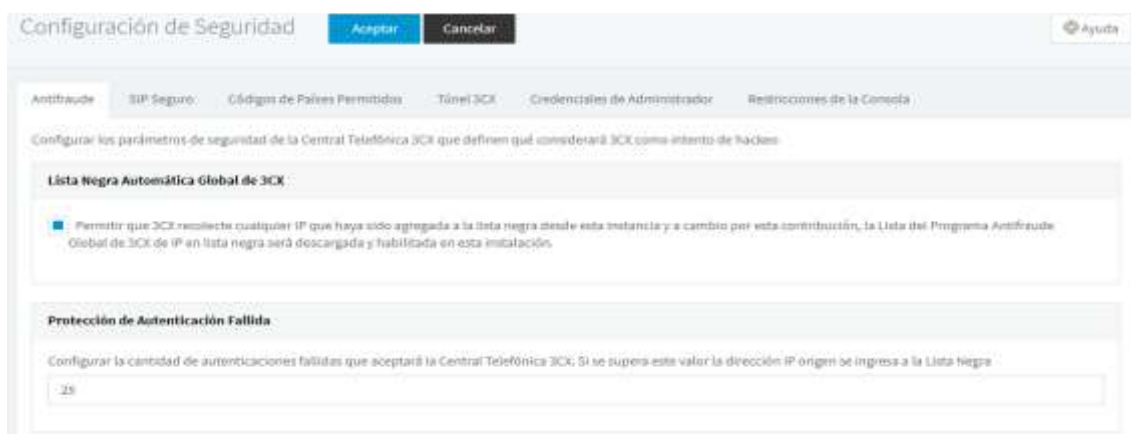 Configuración de Seguridad Aceptar Cancelar Ayuda
Antifraude SIP Seguro Códigos de Países Permitidos Túnel 3CX Credenciales de Administrador Restricciones de la Consola
Configurar los parámetros de seguridad de la Central Telefónica 3CX que definen qué considerará 3CX como intento de hackeo
Lista Negra Automática Global de 3CX
Permitir que 3CX recolecte cualquier IP que haya sido agregada a la lista negra desde esta instancia y a cambio por esta contribución, la Lista del Programa Antifraude
Global de 3CX de IP en lista negra será descargada y habilitada en esta instalación.
Protección de Autenticación Fallida
Configurar la cantidad de autenticaciones fallidas que aceptará la Central Telefónica 3CX. Si se supera este valor la dirección IP origen se ingresa a la Lista Negra
25